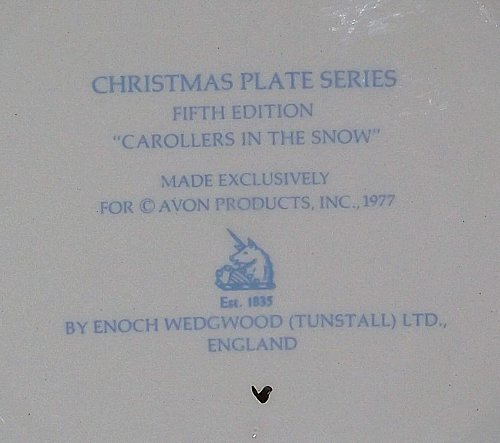 CHRISTMAS PLATE SERIES
FIFTH EDITION
"CAROLLERS IN THE SNOW"
MADE EXCLUSIVELY
FOR © AVON PRODUCTS, INC., 1977
Est. 1835
BY ENOCH WEDGWOOD (TUNSTALL) LTD.,
ENGLAND